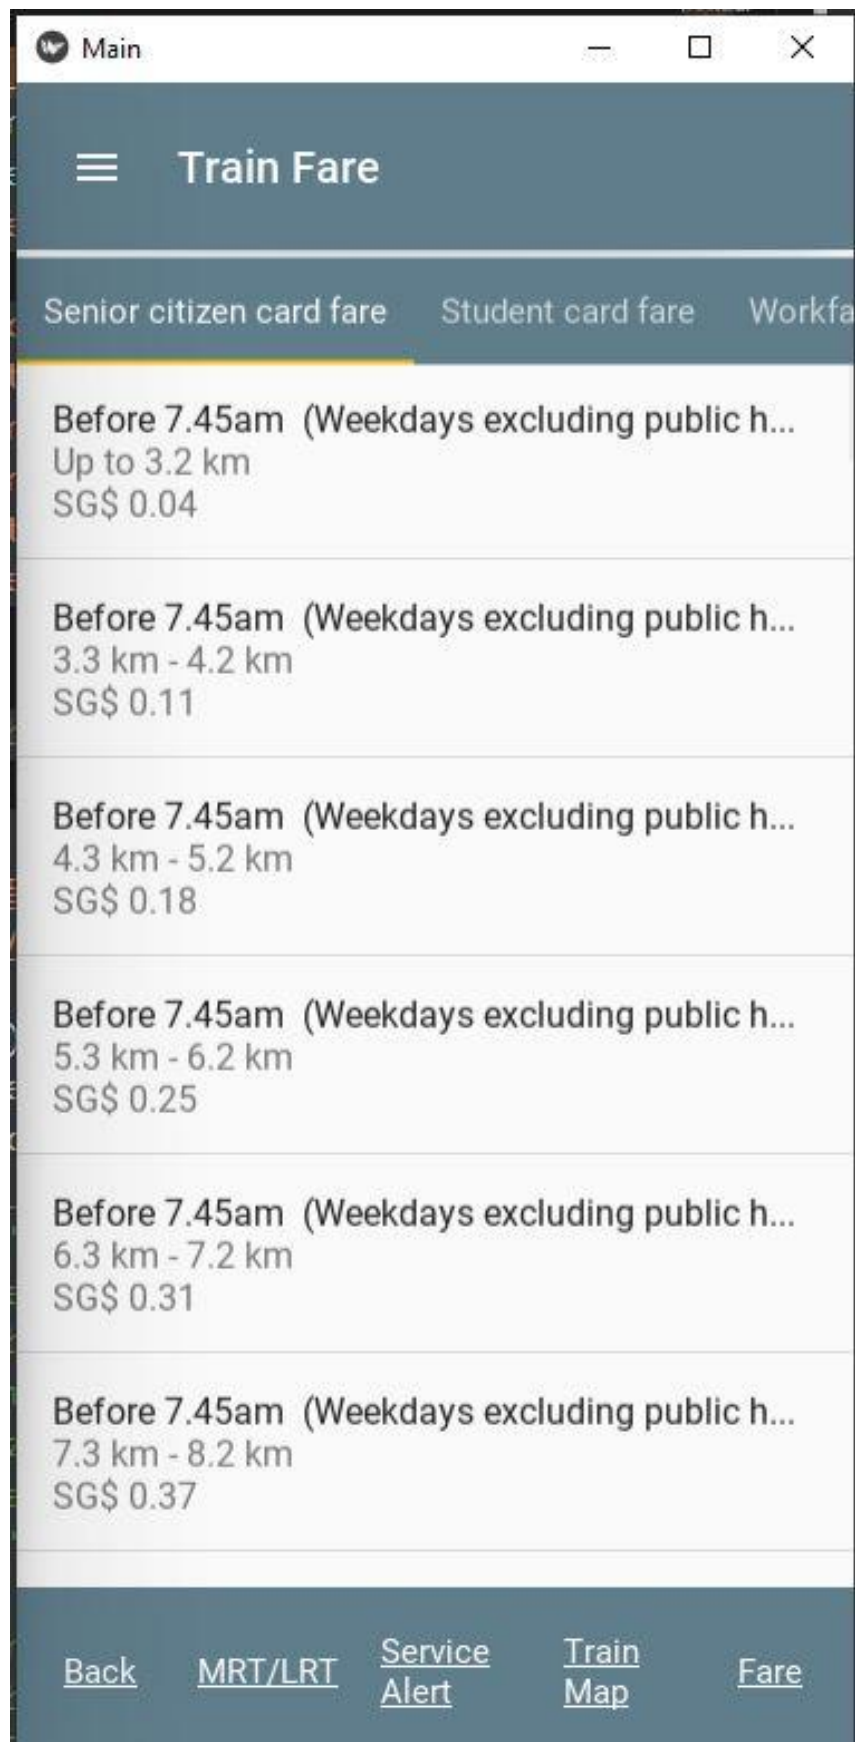 Main
Train Fare
Senior citizen card fare Student card fare Workfa
Before 7.45am  (Weekdays excluding public h...
Up to 3.2 km
SG$ 0.04
Before 7.45am  (Weekdays excluding public h...
3.3 km - 4.2 km
SG$ 0.11
Before 7.45am  (Weekdays excluding public h...
4.3 km - 5.2 km
SG$ 0.18
Before 7.45am  (Weekdays excluding public h...
5.3 km - 6.2 km
SG$ 0.25
Before 7.45am  (Weekdays excluding public h...
6.3 km - 7.2 km
SG$ 0.31
Before 7.45am  (Weekdays excluding public h...
7.3 km - 8.2 km
SG$ 0.37
Back
MRT/LRT
Service
Alert
Train
Map
Fare